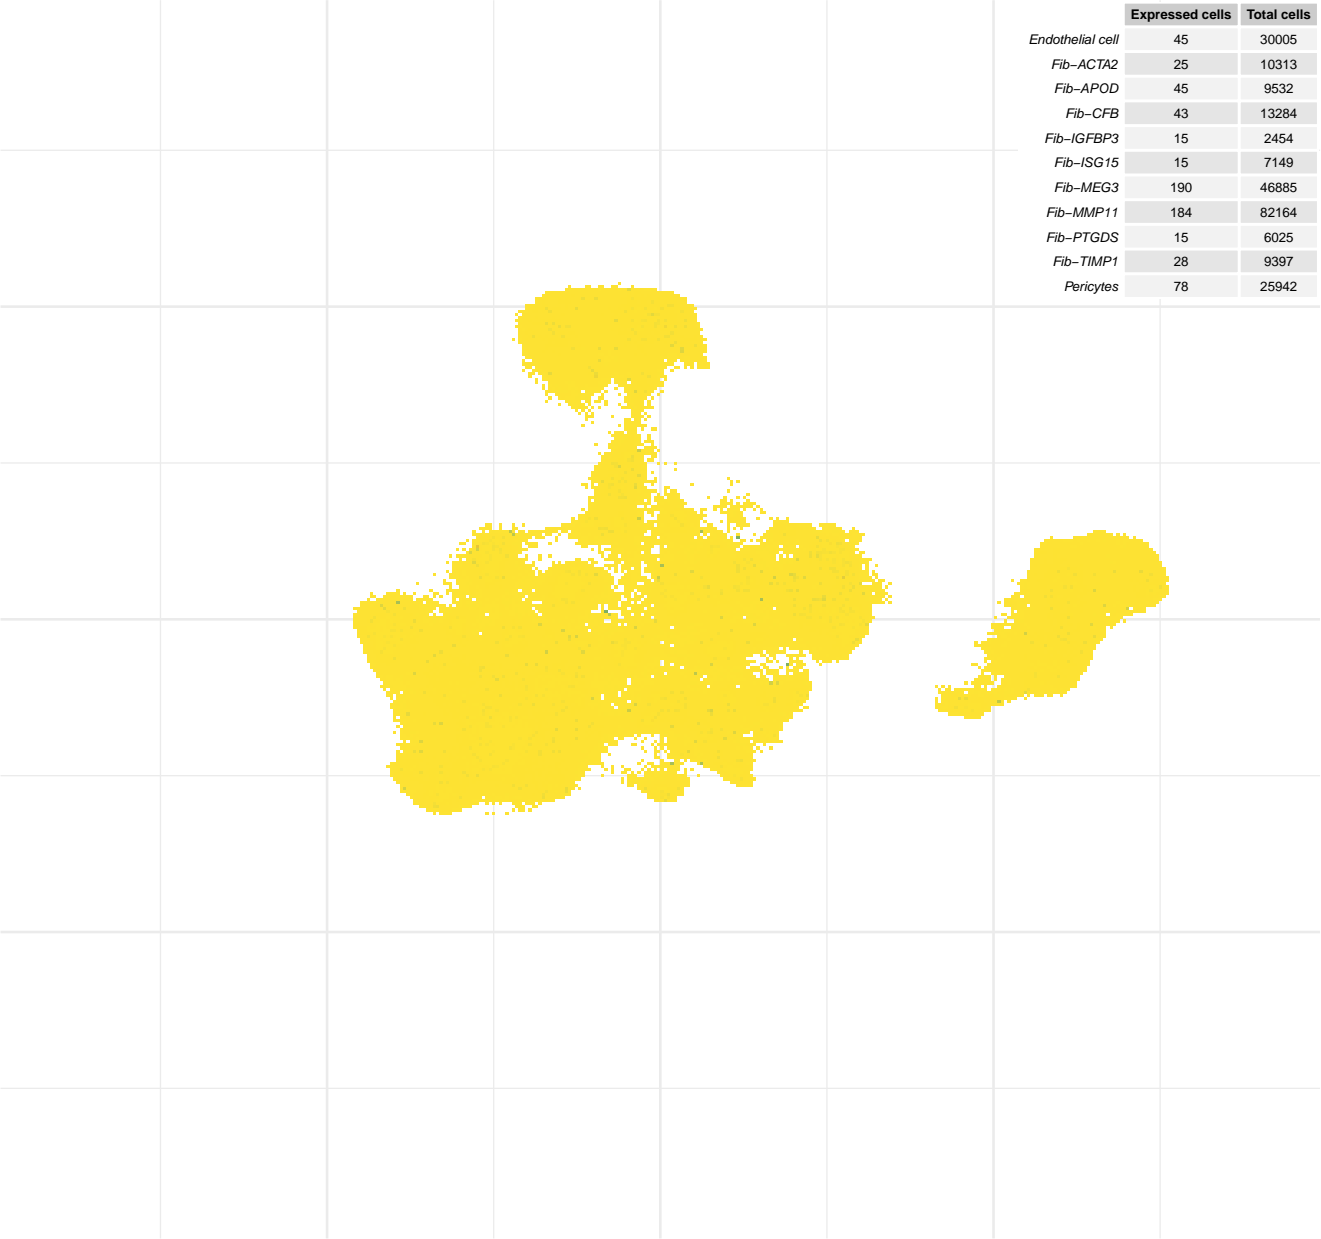 Expressed cells Total cells
Endothelial cell 45 30005
Fib−ACTA2 25 10313
Fib−APOD 45 9532
Fib−CFB 43 13284
Fib−IGFBP3 15 2454
Fib−ISG15 15 7149
Fib−MEG3 190 46885
Fib−MMP11 184 82164
Fib−PTGDS 15 6025
Fib−TIMP1 28 9397
Pericytes 78 25942